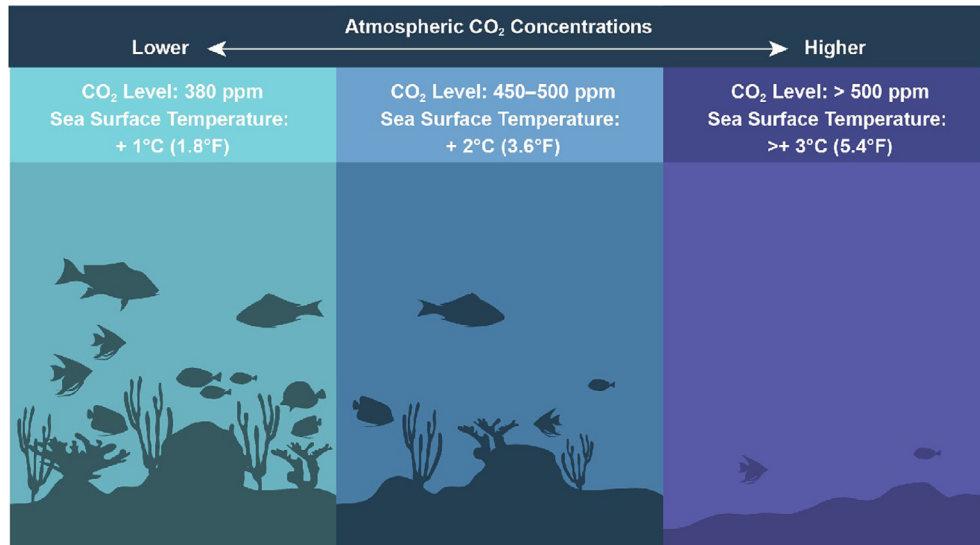 Atmospheric CO₂ Concentrations
Lower
Higher
CO₂ Level: 380 ppm
Sea Surface Temperature:
+ 1°C (1.8°F)
CO₂ Level: 450–500 ppm
Sea Surface Temperature:
+ 2°C (3.6°F)
CO₂ Level: > 500 ppm
Sea Surface Temperature:
>+ 3°C (5.4°F)